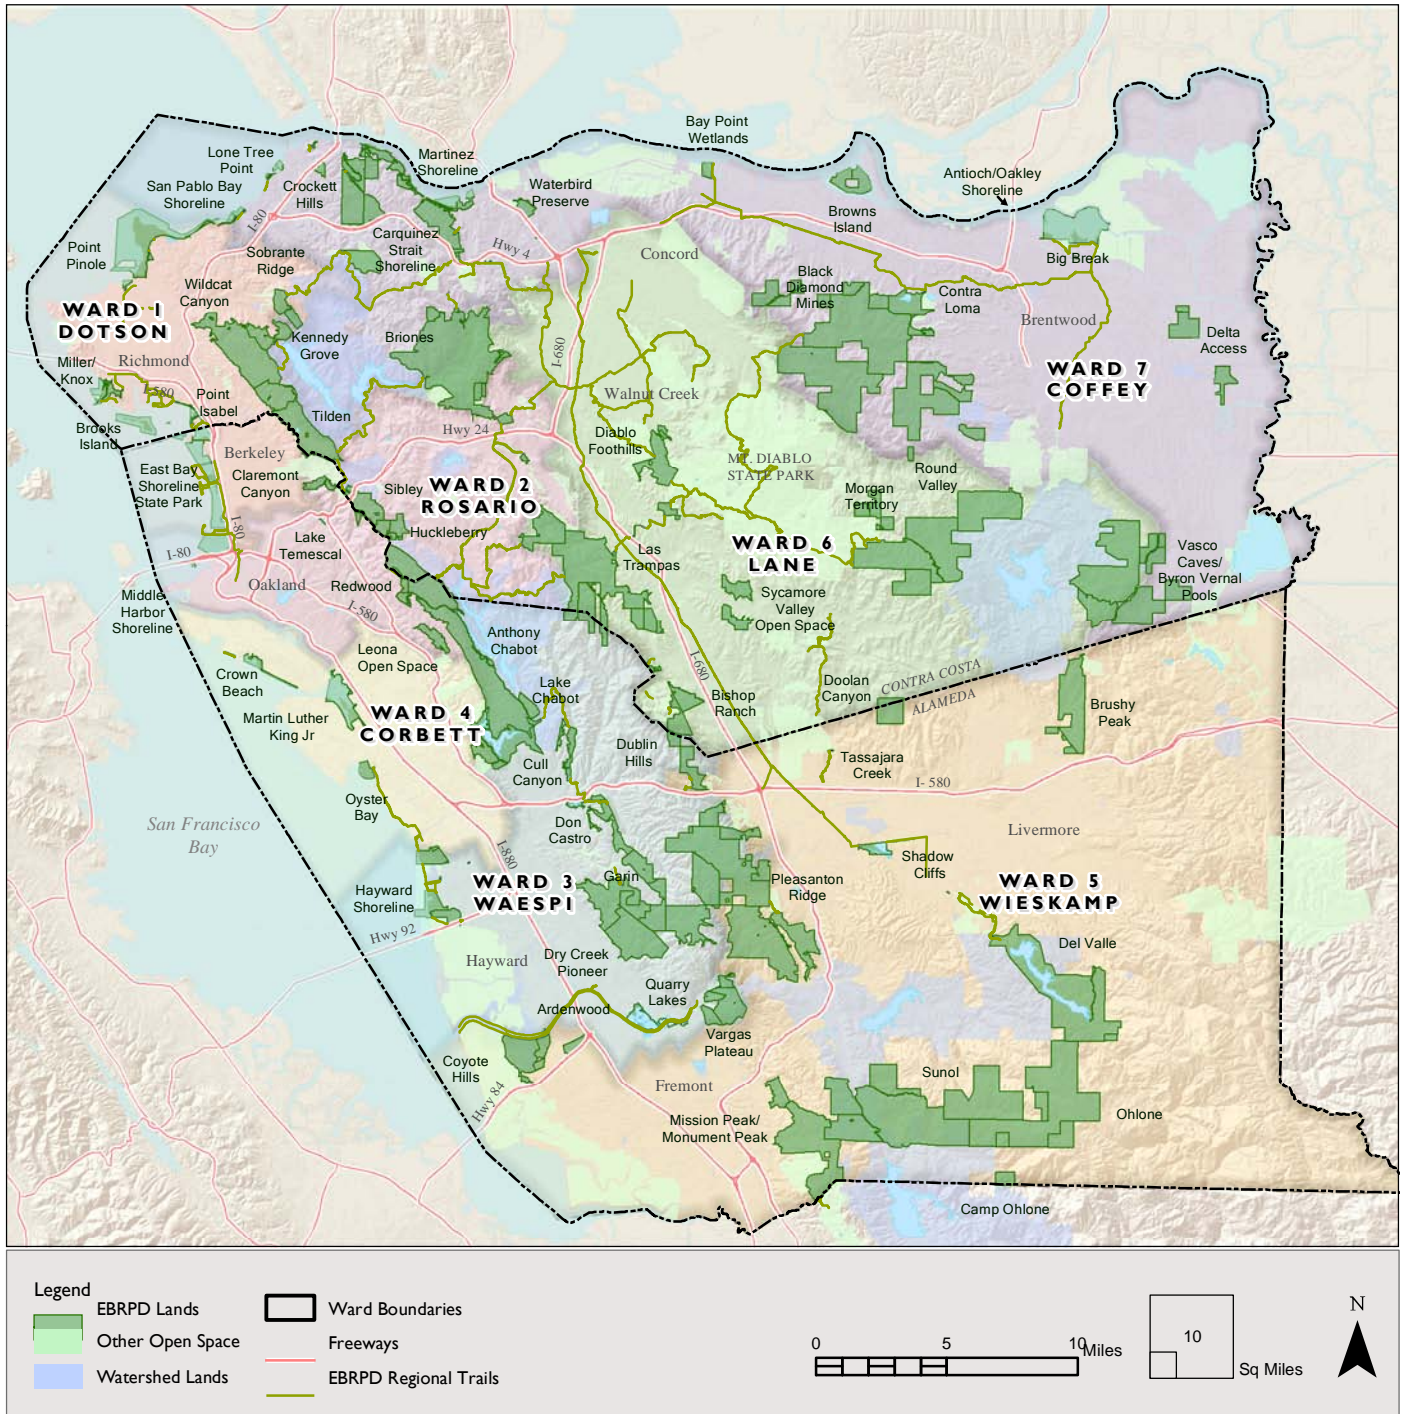 Bay Point
Wetlands
Lone Tree
Point
Martinez
Shoreline
San Pablo Bay
Shoreline
Crockett
Hills
Waterbird
Preserve
Antioch/Oakley
Shoreline
I-80
Browns
Island
Point
Pinole
Carquinez
Strait
Shoreline
Hwy 4
Concord
Sobrante
Ridge
Big Break
Wildcat
Canyon
Black
Diamond
Mines
Contra
Loma
WARD 1
DOTSON
Brentwood
Kennedy
Grove
Briones
Delta
Access
Richmond
I-680
Miller/
Knox
WARD 7
COFFEY
I-580
Point
Isabel
Walnut Creek
Tilden
Brooks
Island
Hwy 24
Diablo
Foothills
Berkeley
MT. DIABLO
STATE PARK
East Bay
Shoreline
State Park
Claremont
Canyon
Round
Valley
Sibley
WARD 2
ROSARIO
Morgan
Territory
Huckleberry
I-80
I-80
Lake
Temescal
WARD 6
LANE
Las
Trampas
Vasco
Caves/
Byron Vernal
Pools
Oakland
Redwood
Middle
Harbor
Shoreline
I-580
Sycamore
Valley
Open Space
Anthony
Chabot
Leona
Open Space
Crown
Beach
Lake
Chabot
I-680
Bishop
Ranch
Doolan
Canyon
CONTRA COSTA
ALAMEDA
Brushy
Peak
Martin Luther
King Jr
WARD 4
CORBETT
Dublin
Hills
Cull
Canyon
Tassajara
Creek
I- 580
Oyster
Bay
San Francisco
Bay
Don
Castro
Livermore
I-880
Shadow
Cliffs
Garin
Pleasanton
Ridge
WARD 3
WAESPI
WARD 5
WIESKAMP
Hayward
Shoreline
Hwy 92
Del Valle
Hayward
Dry Creek
Pioneer
Quarry
Lakes
Ardenwood
Vargas
Plateau
Coyote
Hills
Sunol
Fremont
Hwy 84
Mission Peak/
Monument Peak
Ohlone
Camp Ohlone
Legend
EBRPD Lands
Other Open Space
Watershed Lands
Ward Boundaries
Freeways
EBRPD Regional Trails
0 5 10
Miles
10
Sq Miles
N